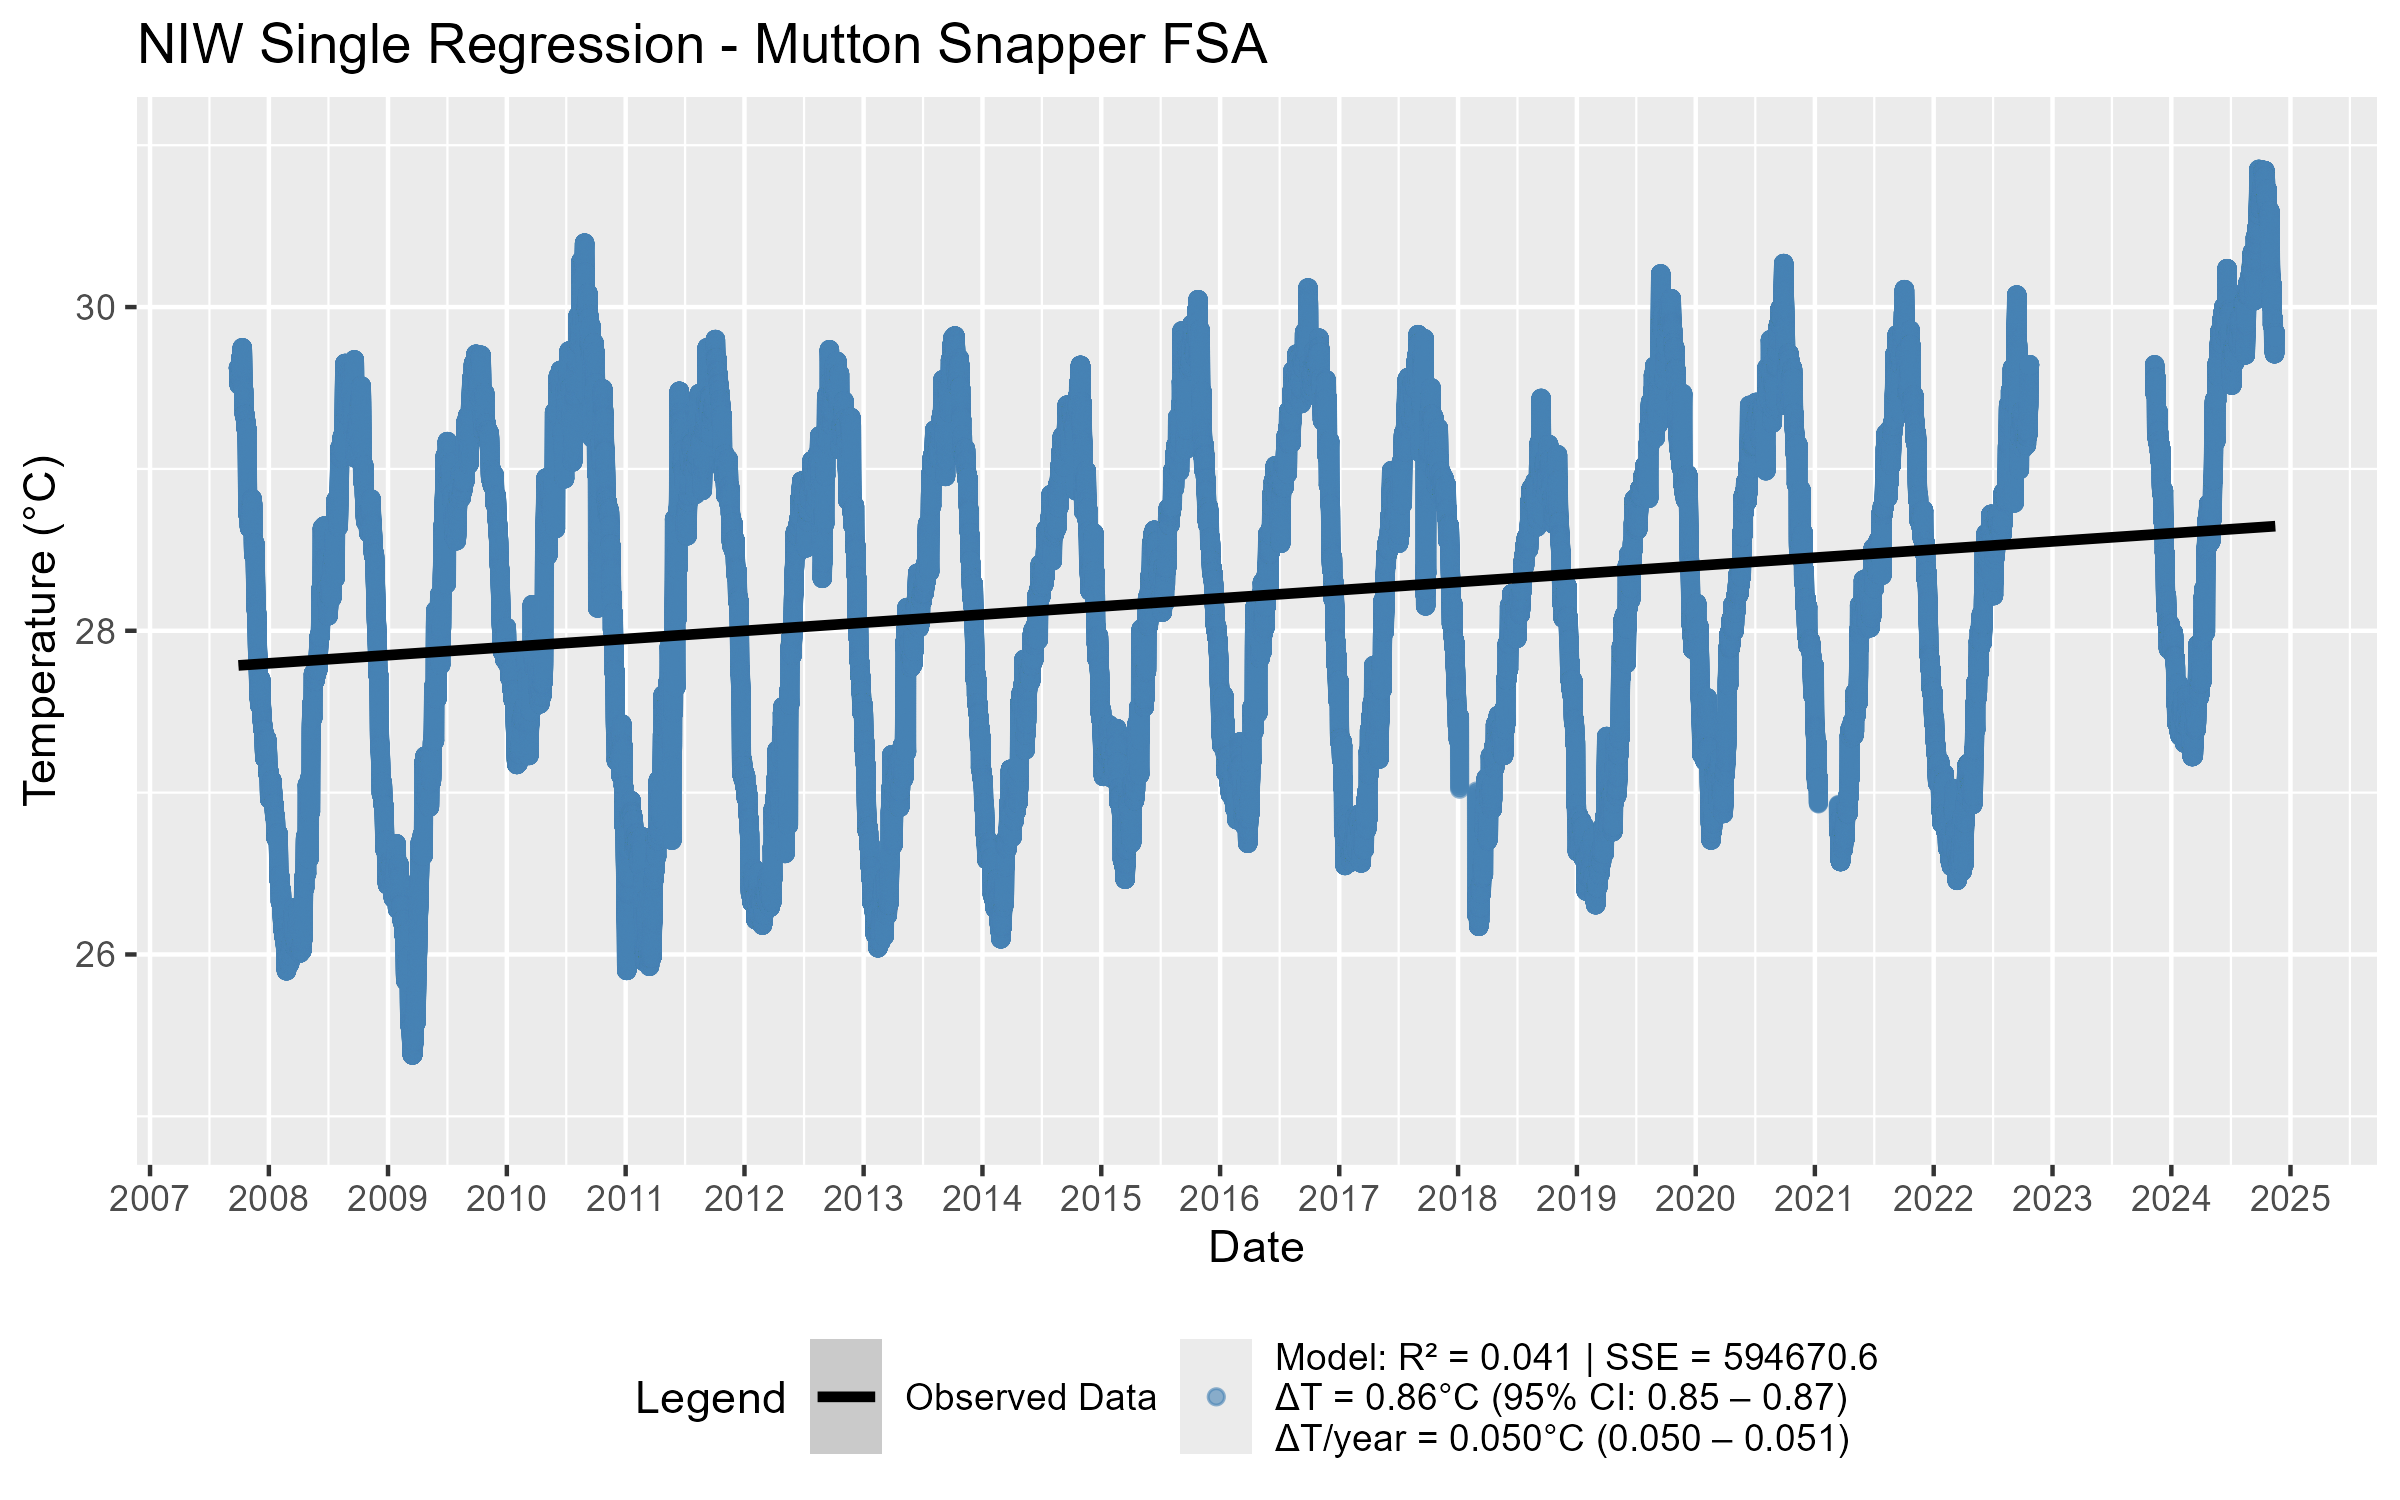 NIW Single Regression - Mutton Snapper FSA
Temperature (°C)
30
28
26
2007 2008 2009 2010 2011 2012 2013 2014 2015 2016 2017 2018 2019 2020 2021 2022 2023 2024 2025
Date
Legend
Observed Data
Model: R² = 0.041 | SSE = 594670.6
ΔT = 0.86°C (95% CI: 0.85 – 0.87)
ΔT/year = 0.050°C (0.050 – 0.051)